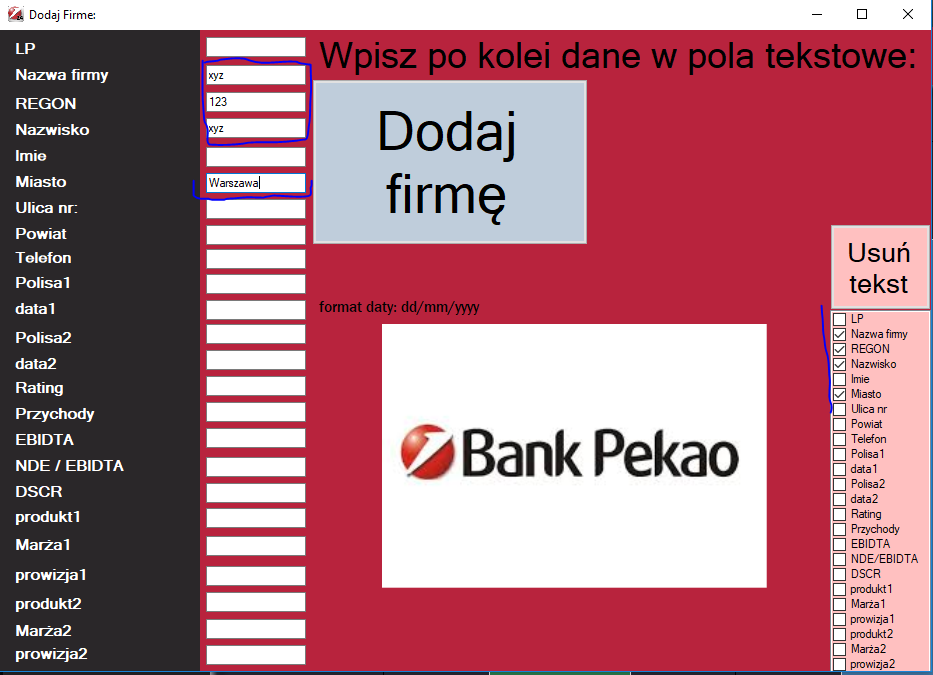 Dodaj Firme:
LP
Nazwa firmy xyz
REGON 123
Nazwisko xyz
Imie
Miasto Warszawa
Ulica nr:
Powiat
Telefon
Polisa1
data1
Polisa2
data2
Rating
Przychody
EBIDTA
NDE / EBIDTA
DSCR
produkt1
Marża1
prowizja1
produkt2
Marża2
prowizja2
Wpisz po kolei dane w pola tekstowe:
Dodaj
firmę
format daty: dd/mm/yyyy
Bank Pekao
Usuń
tekst
LP
Nazwa firmy
REGON
Nazwisko
Imie
Miasto
Ulica nr
Powiat
Telefon
Polisa1
data1
Polisa2
data2
Rating
Przychody
EBIDTA
NDE/EBIDTA
DSCR
produkt1
Marża1
prowizja1
produkt2
Marża2
prowizja2